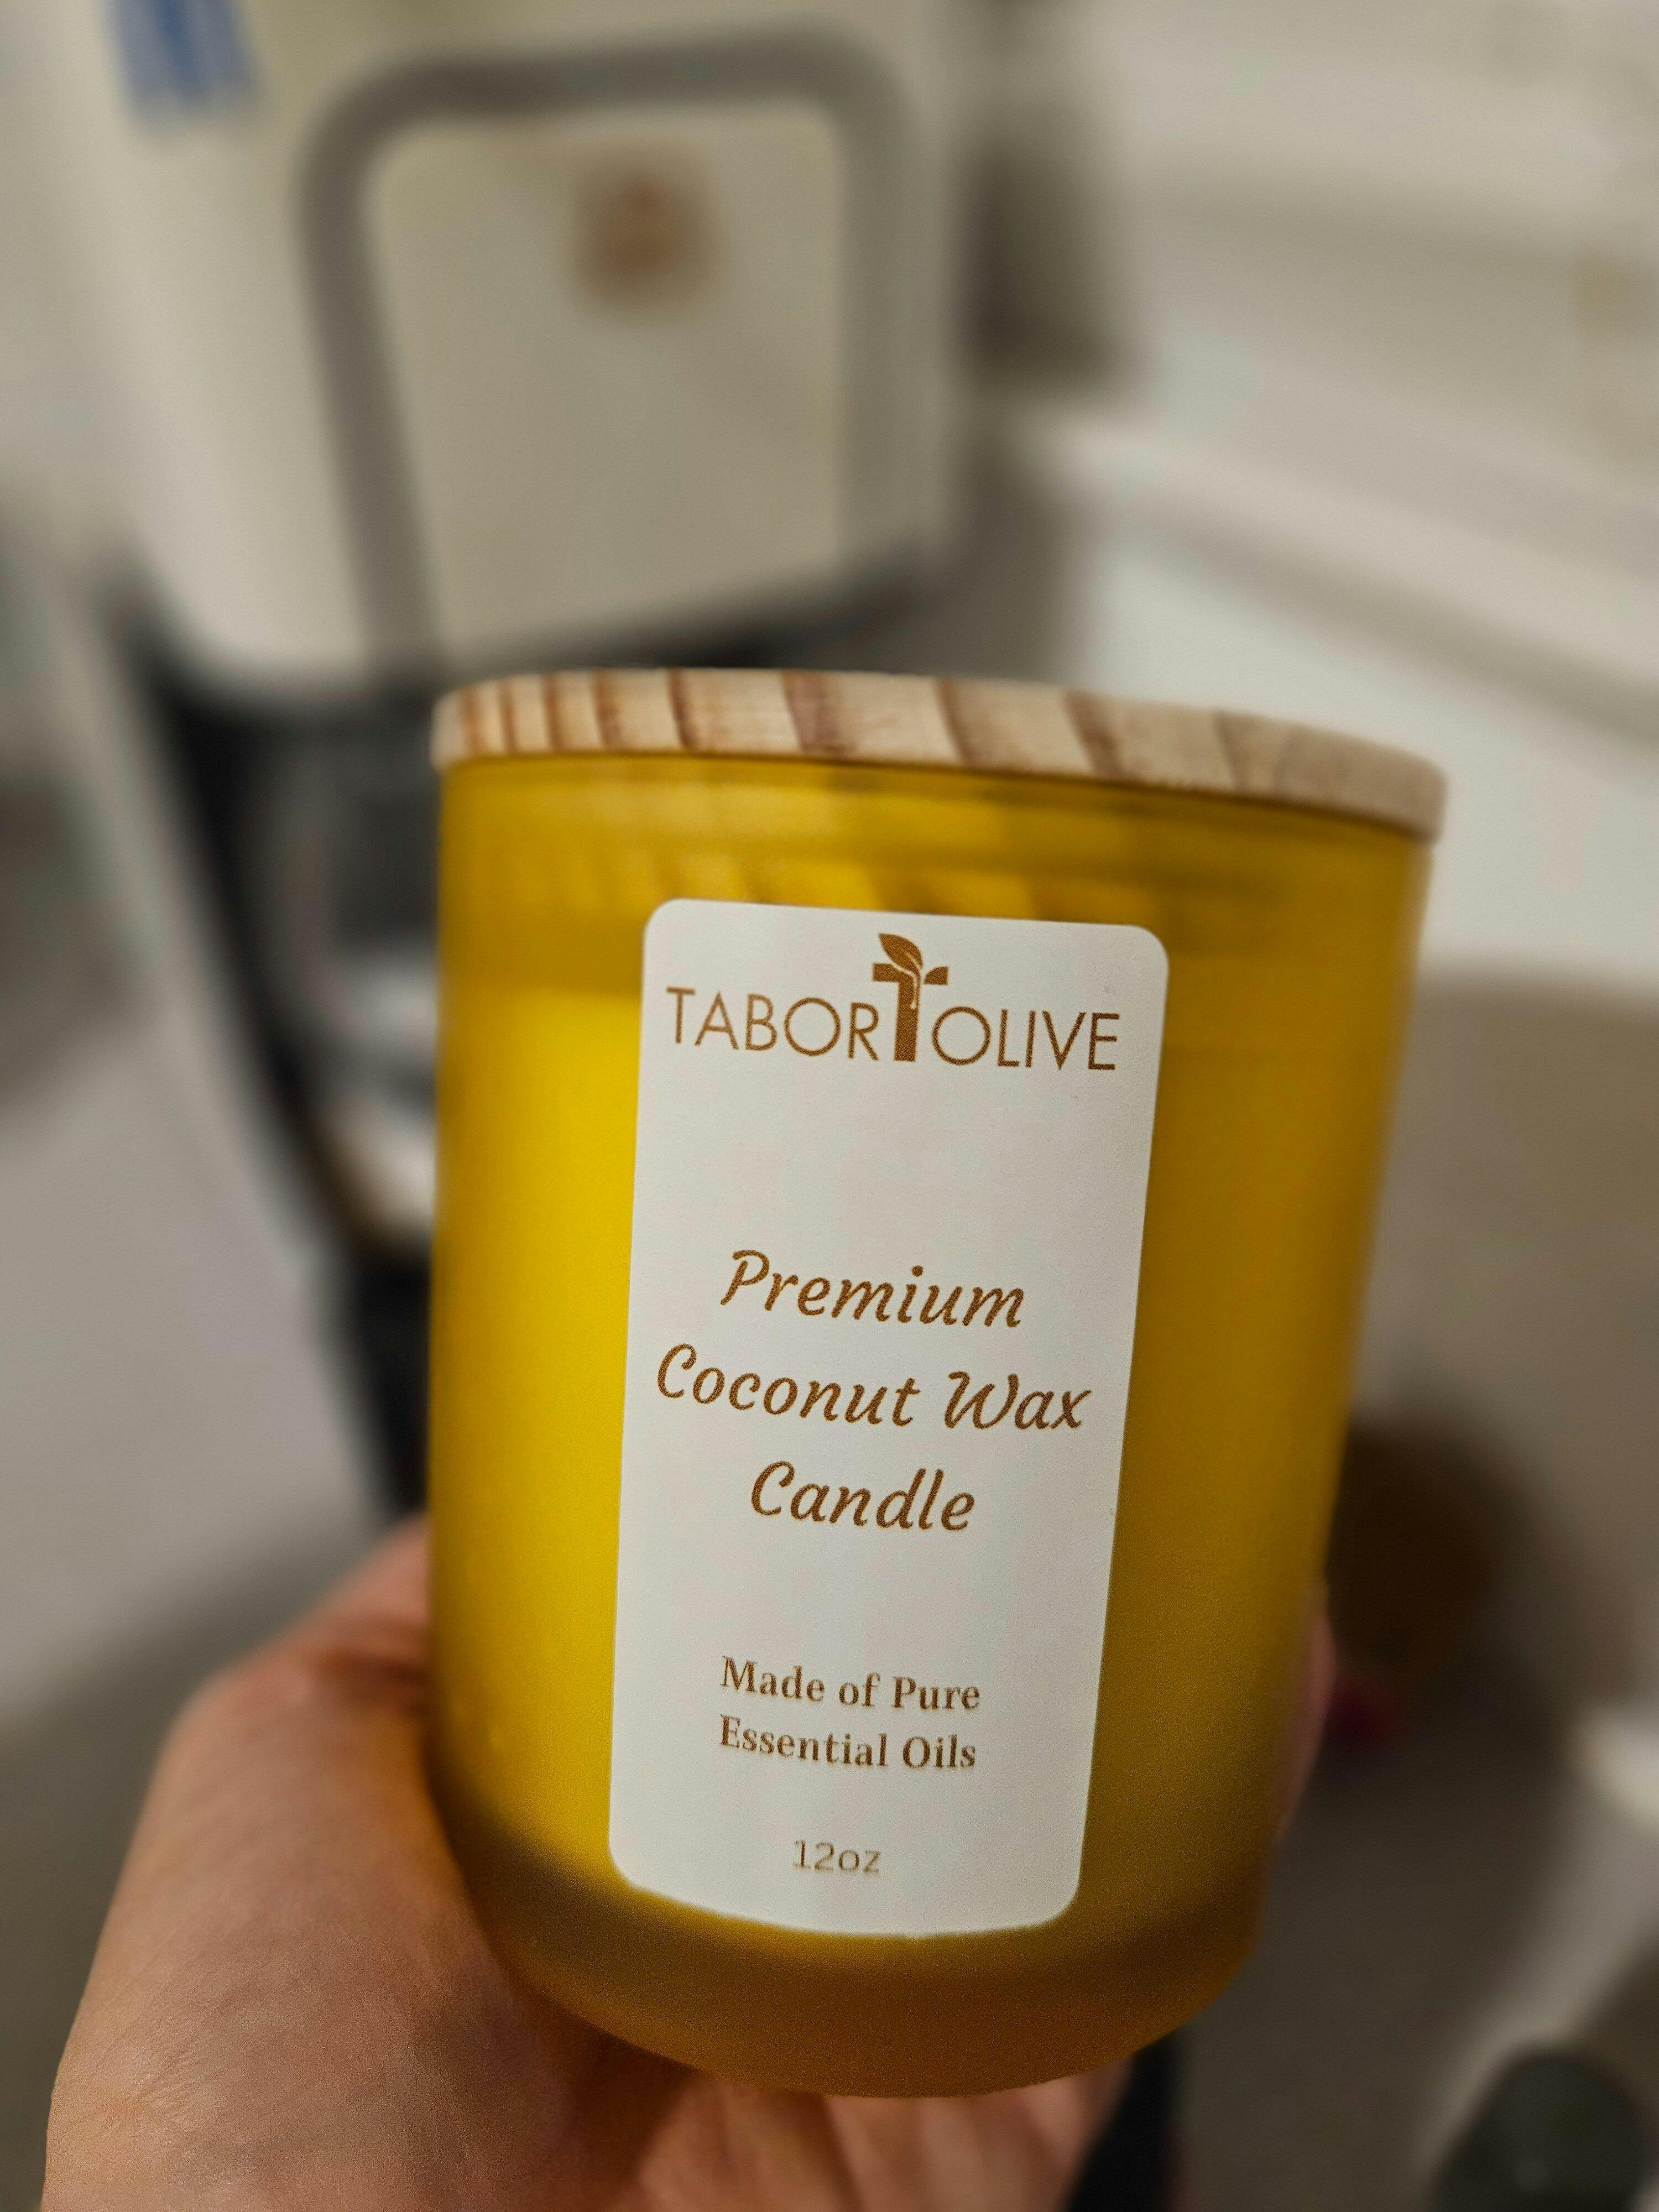 TABOR OLIVE
Premium
Coconut Wax
Candle
Made of Pure
Essential Oils
12oz